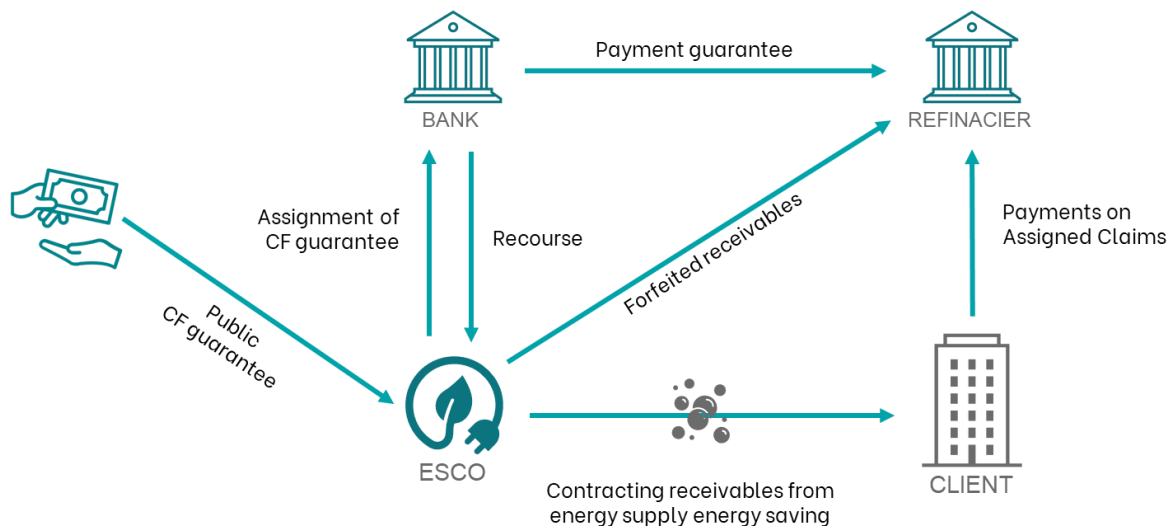 Payment guarantee
BANK
REFINACIER
Assignment of
CF guarantee
Recourse
Forfeited receivables
Payments on
Assigned Claims
Public
CF guarantee
ESCO
CLIENT
Contracting receivables from
energy supply energy saving